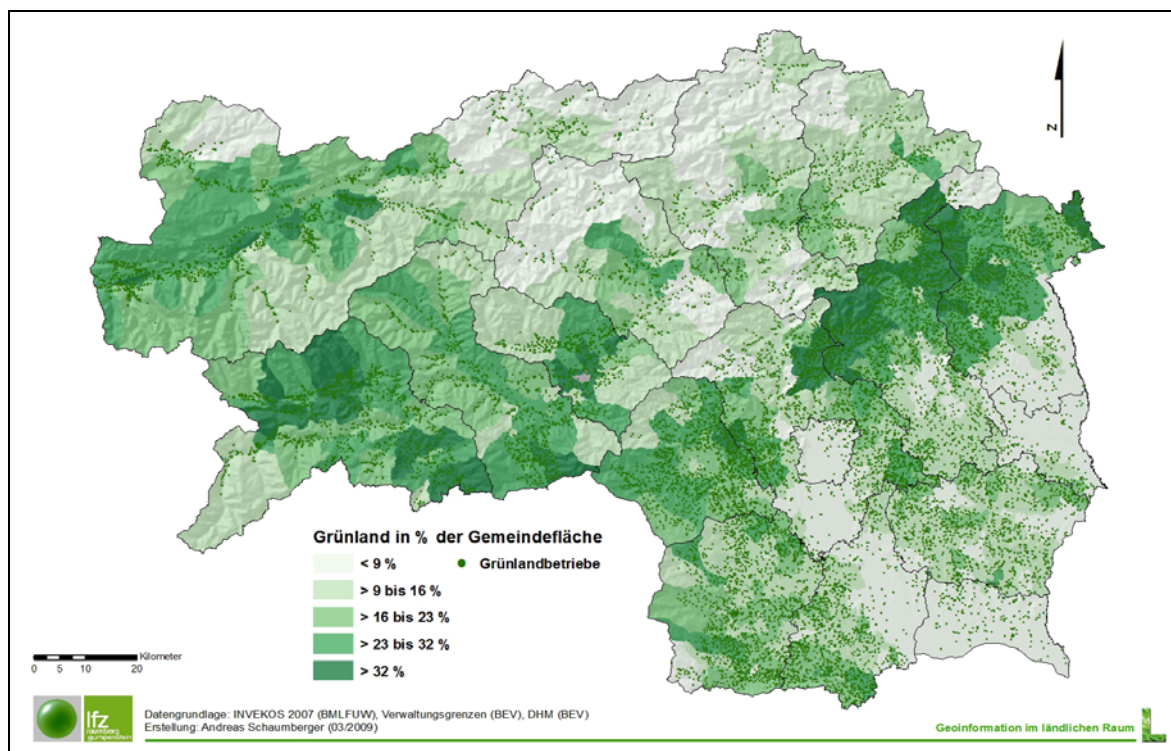 N
Grünland in % der Gemeindefläche
< 9 %
Grünlandbetriebe
> 9 bis 16 %
> 16 bis 23 %
> 23 bis 32 %
> 32 %
Kilometer
0 5 10 20
lfz
raumberg
gumpenstein
Datengrundlage: INVEKOS 2007 (BMLFUW), Verwaltungsgrenzen (BEV), DHM (BEV)
Erstellung: Andreas Schaumberger (03/2009)
Geoinformation im ländlichen Raum
L